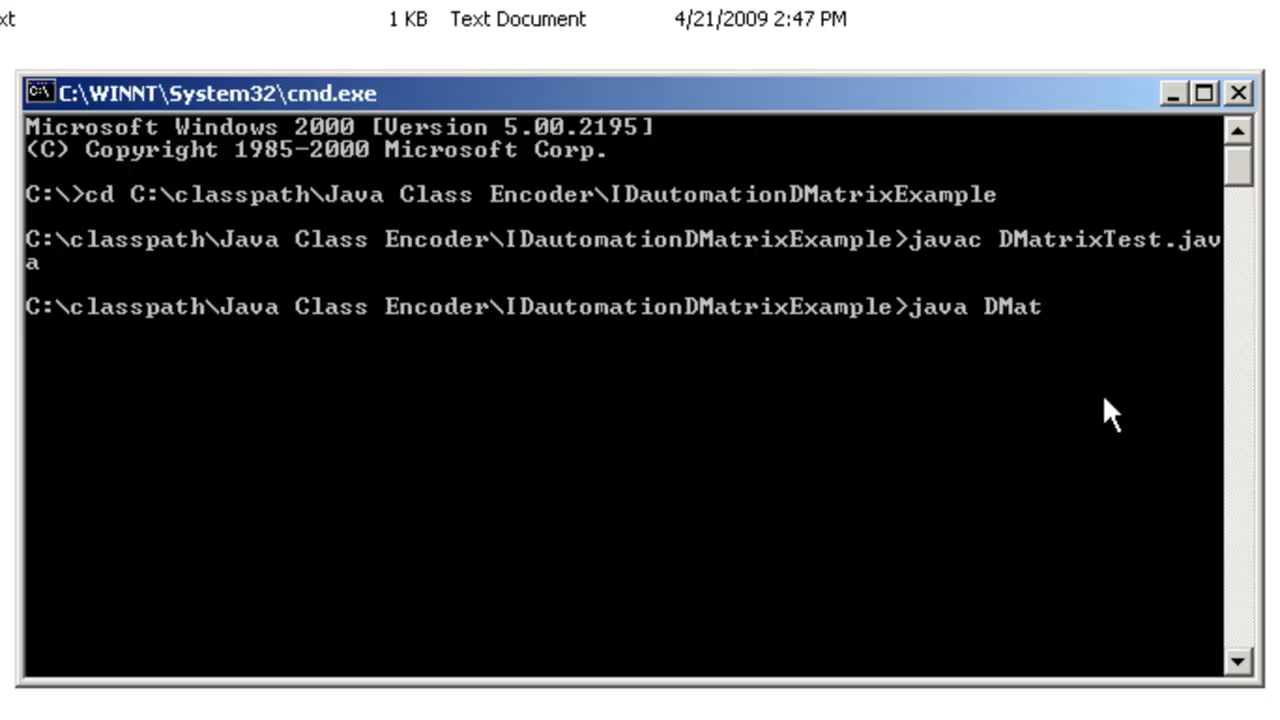 xt 1 KB Text Document 4/21/2009 2:47 PM
C:\WINNT\System32\cmd.exe
Microsoft Windows 2000 [Version 5.00.2195]
(C) Copyright 1985-2000 Microsoft Corp.
C:\>cd C:\classpath\Java Class Encoder\IDautomationDMatrixExample
C:\classpath\Java Class Encoder\IDautomationDMatrixExample>javac DMatrixTest.jav
a
C:\classpath\Java Class Encoder\IDautomationDMatrixExample>java DMat